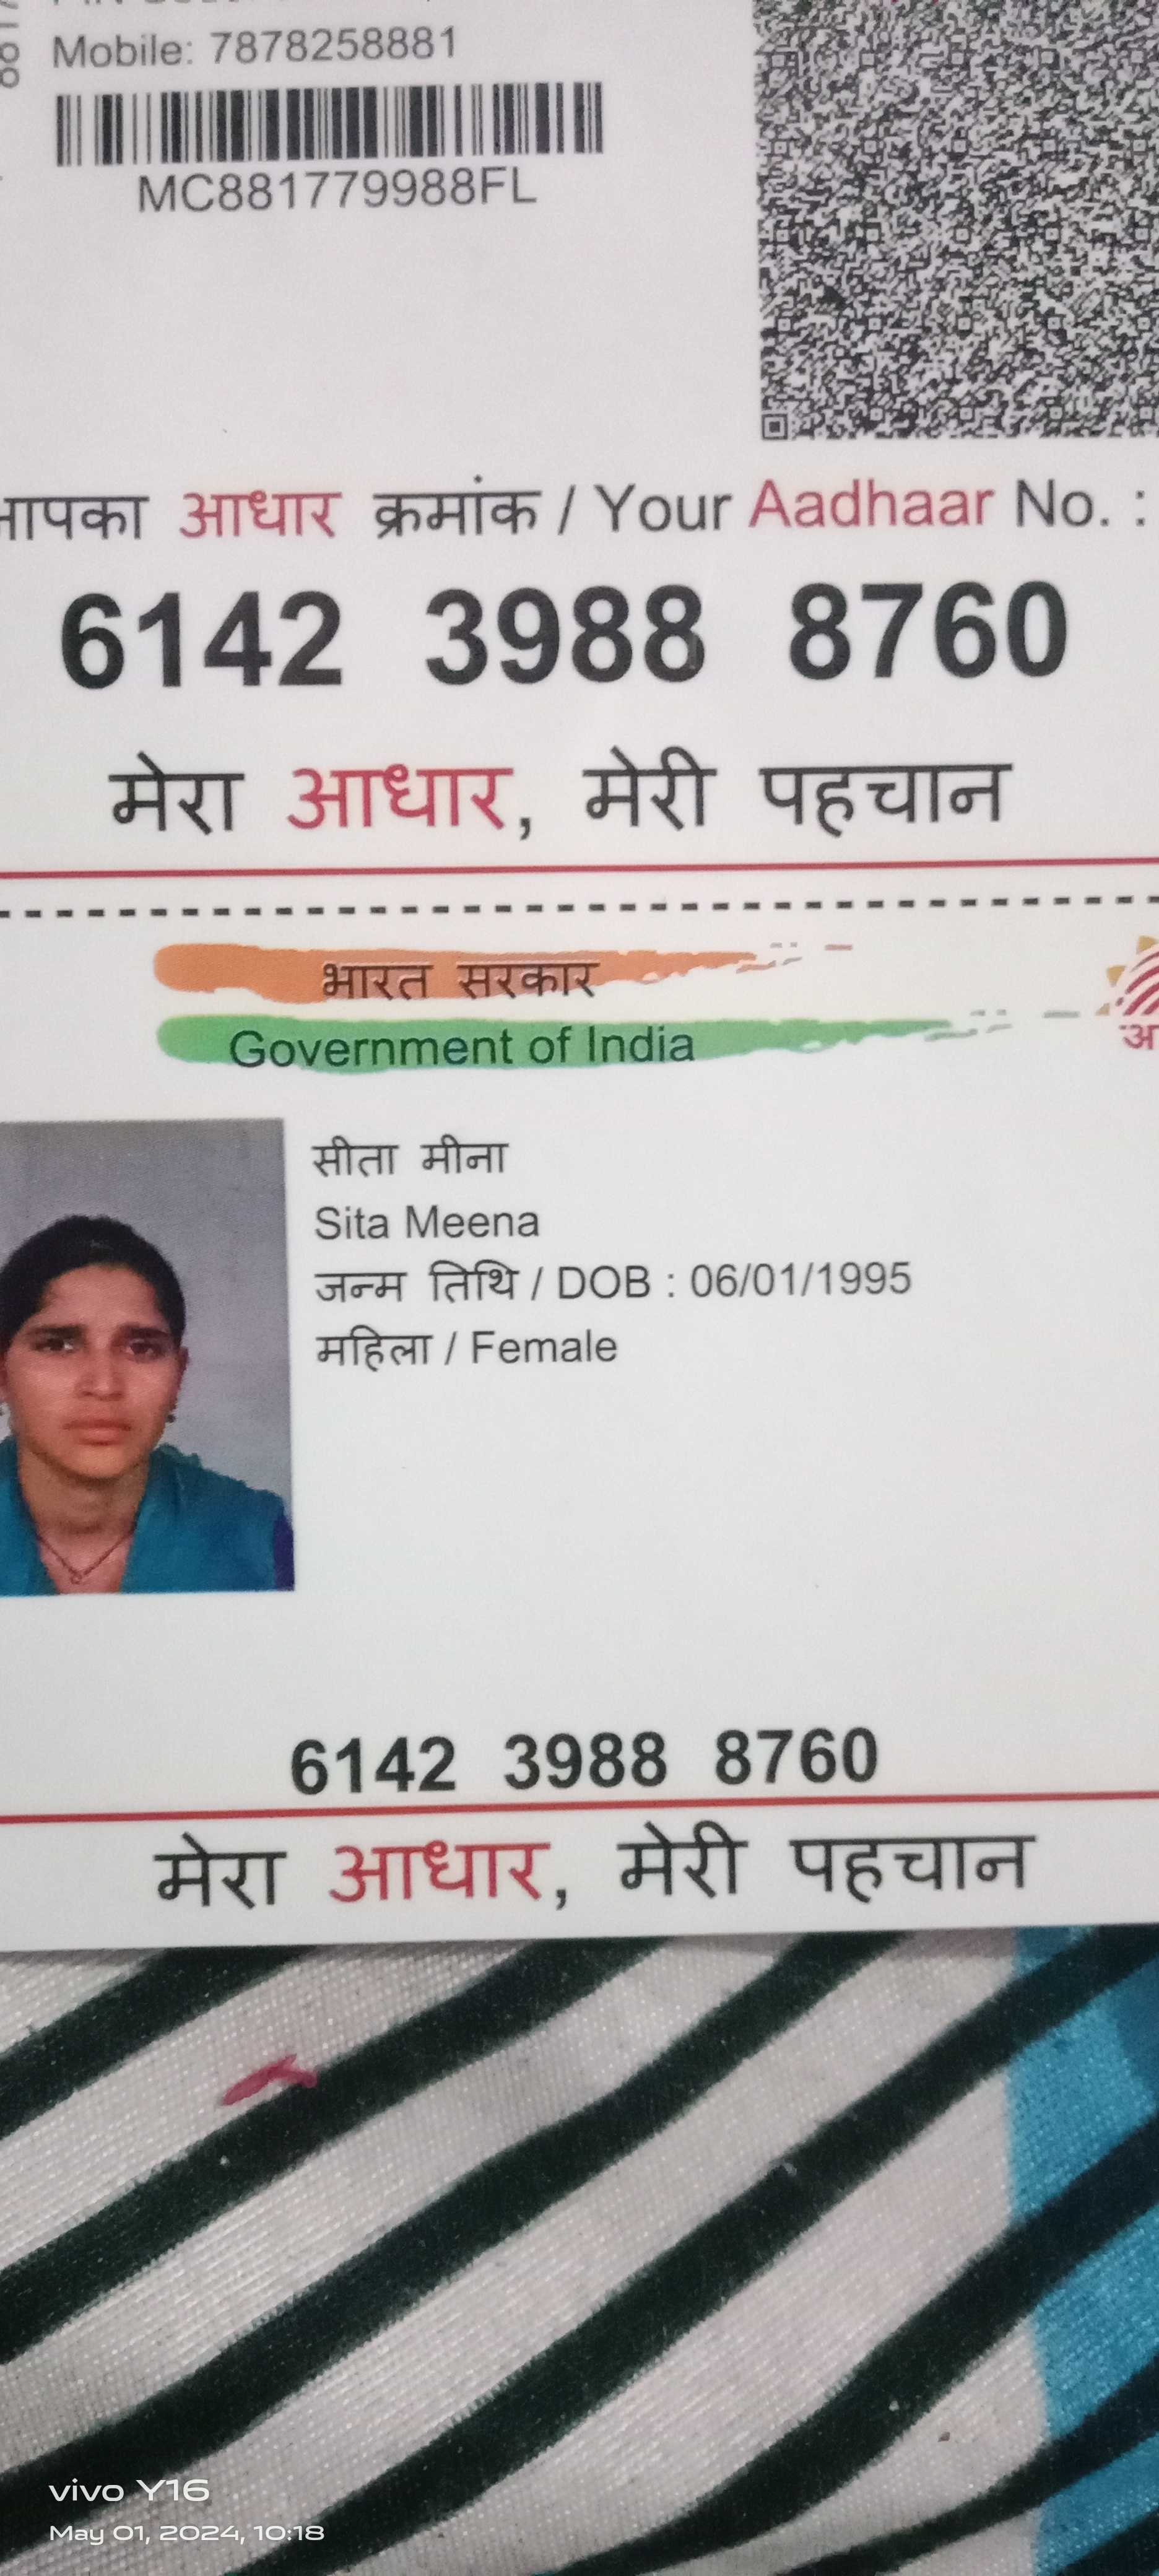 Mobile: 7878258881
MC881779988FL
आपका आधार क्रमांक / Your Aadhaar No. :
6142 3988 8760
मेरा आधार, मेरी पहचान
भारत सरकार
Government of India
सीता मीना
Sita Meena
जन्म तिथि / DOB : 06/01/1995
महिला / Female
6142 3988 8760
मेरा आधार, मेरी पहचान
vivo Y16
May 01, 2024, 10:18